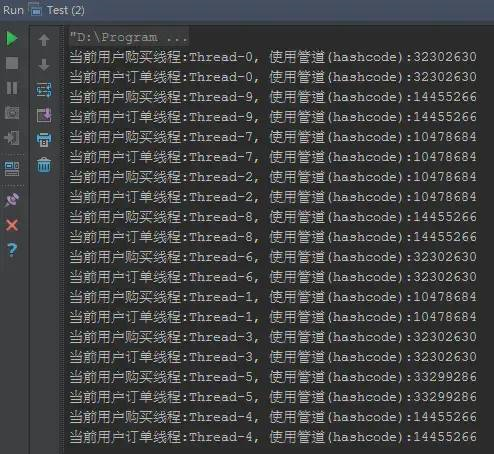 Run Test (2)
"D:\Program ...
当前用户购买线程:Thread-0, 使用管道(hashcode):32302630
当前用户订单线程:Thread-0, 使用管道(hashcode):32302630
当前用户购买线程:Thread-9, 使用管道(hashcode):14455266
当前用户订单线程:Thread-9, 使用管道(hashcode):14455266
当前用户购买线程:Thread-7, 使用管道(hashcode):10478684
当前用户订单线程:Thread-7, 使用管道(hashcode):10478684
当前用户购买线程:Thread-2, 使用管道(hashcode):10478684
当前用户订单线程:Thread-2, 使用管道(hashcode):10478684
当前用户购买线程:Thread-8, 使用管道(hashcode):14455266
当前用户订单线程:Thread-8, 使用管道(hashcode):14455266
当前用户购买线程:Thread-6, 使用管道(hashcode):32302630
当前用户订单线程:Thread-6, 使用管道(hashcode):32302630
当前用户购买线程:Thread-1, 使用管道(hashcode):10478684
当前用户订单线程:Thread-1, 使用管道(hashcode):10478684
当前用户购买线程:Thread-3, 使用管道(hashcode):32302630
当前用户订单线程:Thread-3, 使用管道(hashcode):32302630
当前用户购买线程:Thread-5, 使用管道(hashcode):33299286
当前用户订单线程:Thread-5, 使用管道(hashcode):33299286
当前用户购买线程:Thread-4, 使用管道(hashcode):14455266
当前用户订单线程:Thread-4, 使用管道(hashcode):14455266